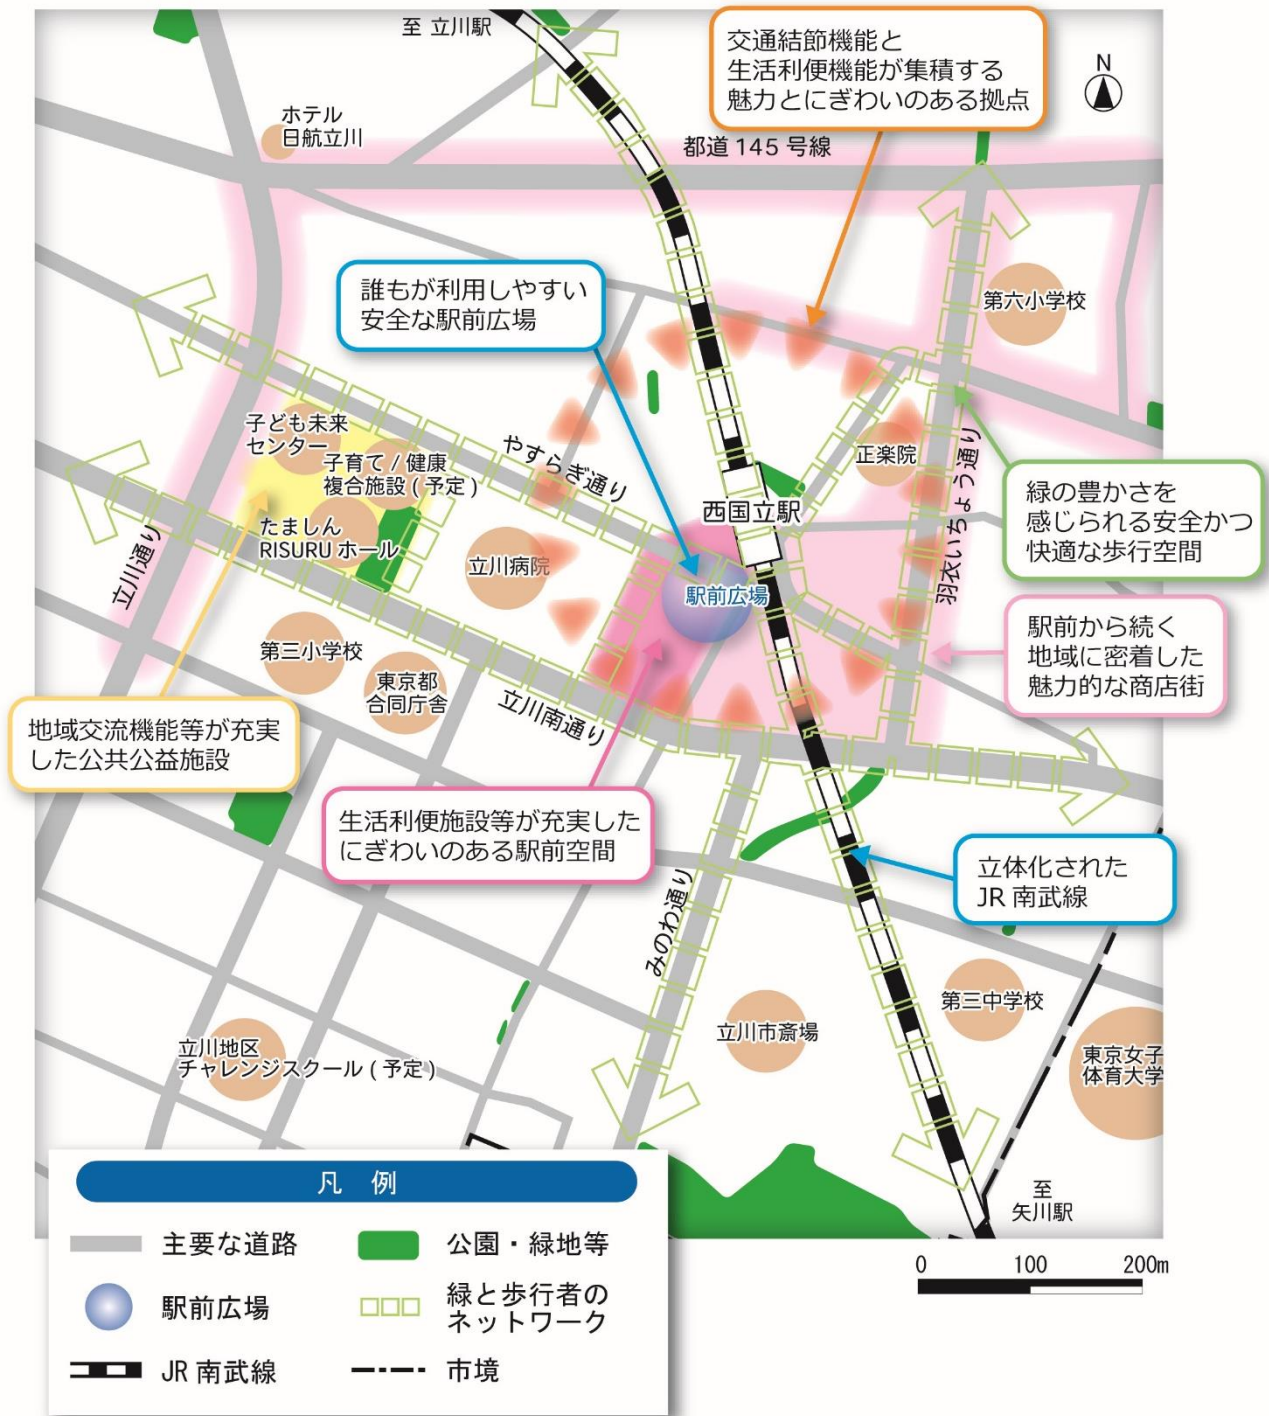 至 立川駅
交通結節機能と
生活利便機能が集積する
魅力とにぎわいのある拠点
N
ホテル
日航立川
都道 145 号線
誰もが利用しやすい
安全な駅前広場
第六小学校
子ども未来
センター
子育て / 健康
複合施設 ( 予定 )
やすらぎ通り
正楽院
羽衣いちょう通り
緑の豊かさを
感じられる安全かつ
快適な歩行空間
西国立駅
たましん
RISURU ホール
立川病院
駅前広場
立川通り
第三小学校
東京都
合同庁舎
立川南通り
駅前から続く
地域に密着した
魅力的な商店街
地域交流機能等が充実
した公共公益施設
生活利便施設等が充実した
にぎわいのある駅前空間
立体化された
JR 南武線
みのわ通り
立川市斎場
第三中学校
東京女子
体育大学
立川地区
チャレンジスクール ( 予定 )
至
矢川駅
凡 例
主要な道路
公園・緑地等
駅前広場
緑と歩行者の
ネットワーク
JR 南武線
市境
0 100 200m